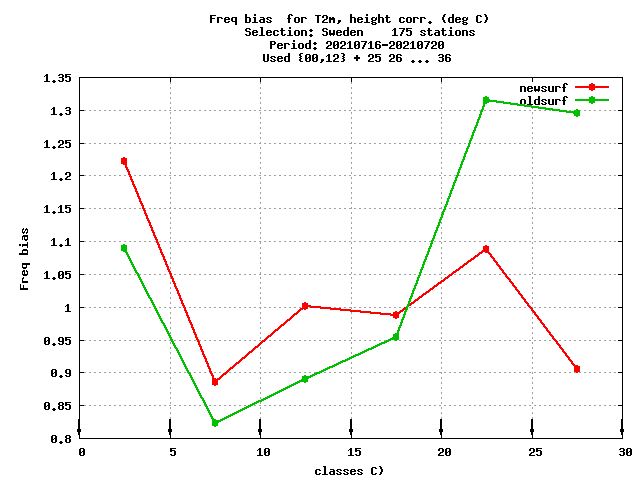 Freq bias  for T2m, height corr. (deg C)
Selection: Sweden    175 stations
Period: 20210716-20210720
Used {00,12} + 25 26 ... 36
newsurf
oldsurf
1.35
1.3
1.25
1.2
1.15
1.1
1.05
1
0.95
0.9
0.85
0.8
Freq bias
0 5 10 15 20 25 30
classes C)